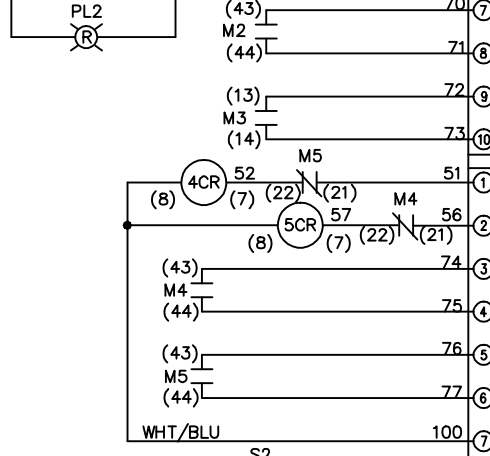 PL2
R
(43) 70 7
M2
(44) 71 8
(13) 72 9
M3
(14) 73 10
M5
4CR 52 51 1
(8) (7) (22) (21)
M4
5CR 57 56 2
(8) (7) (22) (21)
(43) 74 3
M4
(44) 75 4
(43) 76 5
M5
(44) 77 6
WHT/BLU 100 7
S2